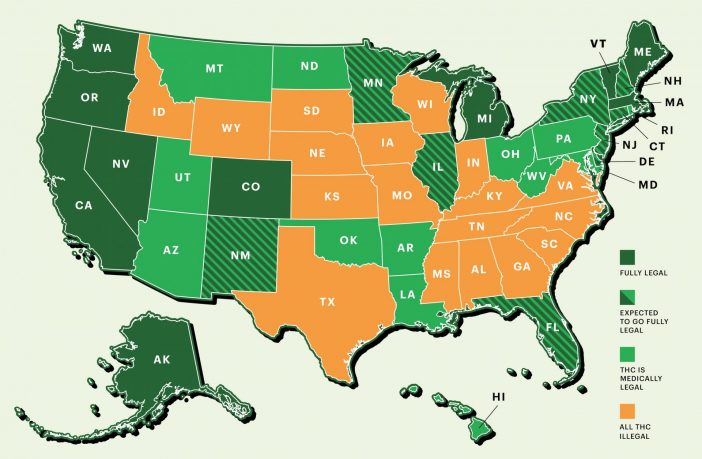 WA
OR
CA
NV
ID
MT
WY
UT
AZ
CO
NM
ND
SD
NE
KS
OK
TX
MN
IA
MO
AR
LA
WI
IL
MI
IN
OH
KY
TN
MS
AL
GA
FL
SC
NC
VA
WV
PA
NY
VT
ME
NH
MA
RI
CT
NJ
DE
MD
AK
HI
FULLY LEGAL
EXPECTED
TO GO FULLY
LEGAL
THC IS
MEDICALLY
LEGAL
ALL THC
ILLEGAL